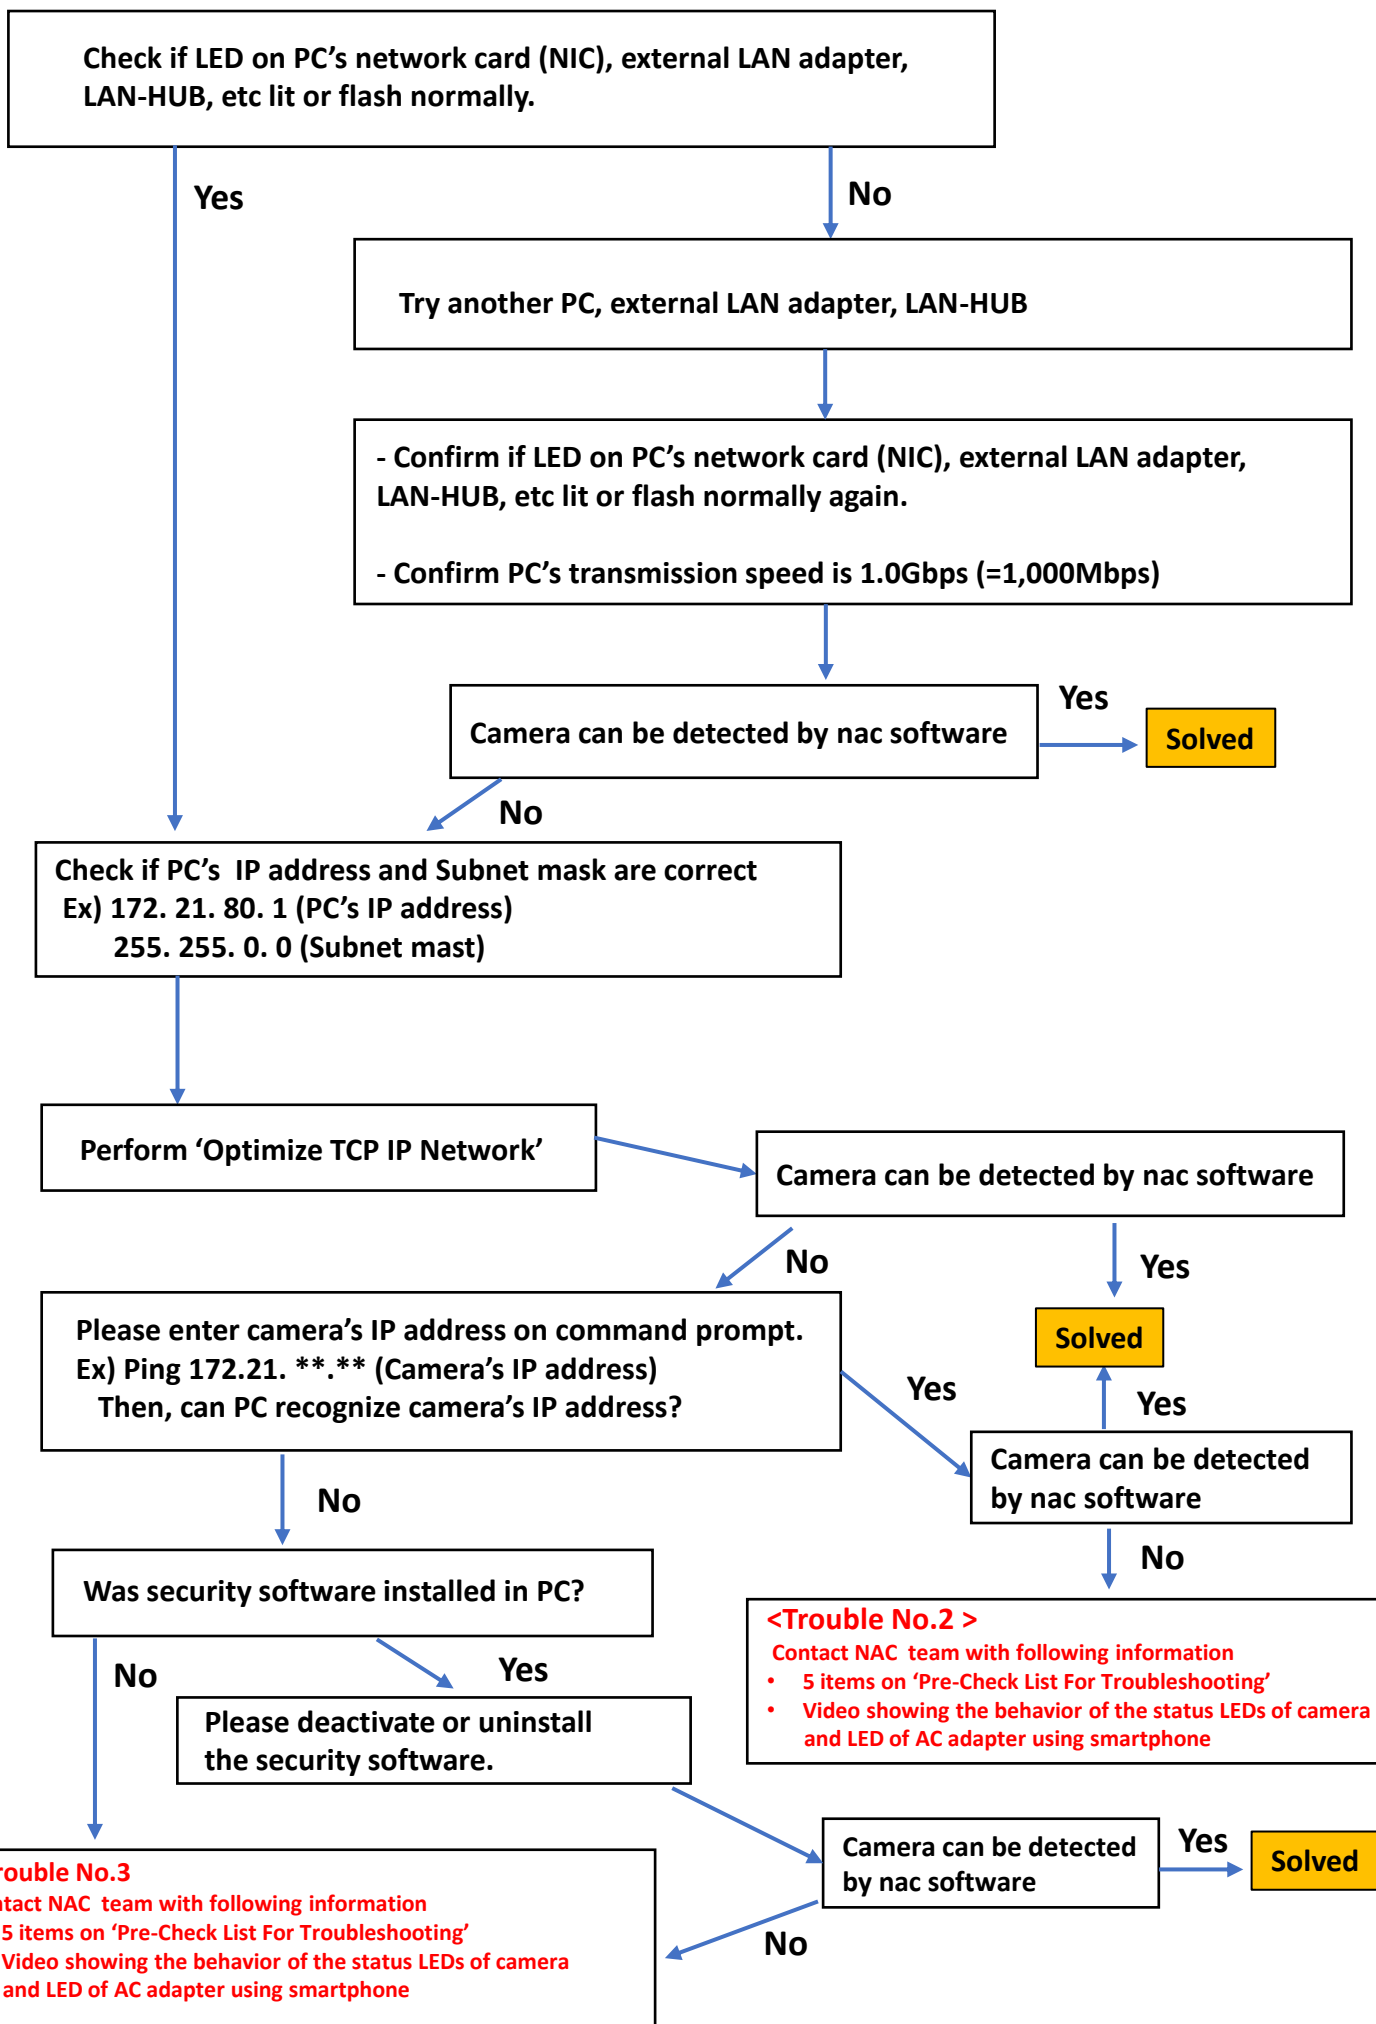 Check if LED on PC’s network card (NIC), external LAN adapter,
LAN-HUB, etc lit or flash normally.
Yes
No
Try another PC, external LAN adapter, LAN-HUB
- Confirm if LED on PC’s network card (NIC), external LAN adapter,
LAN-HUB, etc lit or flash normally again.
- Confirm PC’s transmission speed is 1.0Gbps (=1,000Mbps)
Camera can be detected by nac software
Yes
Solved
No
Check if PC’s  IP address and Subnet mask are correct
Ex) 172. 21. 80. 1 (PC’s IP address)
255. 255. 0. 0 (Subnet mast)
Perform ‘Optimize TCP IP Network’
Camera can be detected by nac software
No
Yes
Solved
Please enter camera’s IP address on command prompt.
Ex) Ping 172.21. **.** (Camera’s IP address)
Then, can PC recognize camera’s IP address?
Yes
Yes
Camera can be detected
by nac software
No
No
Was security software installed in PC?
<Trouble No.2 >
Contact NAC  team with following information
• 5 items on ‘Pre-Check List For Troubleshooting’
• Video showing the behavior of the status LEDs of camera
and LED of AC adapter using smartphone
No
Yes
Please deactivate or uninstall
the security software.
Camera can be detected
by nac software
Yes
Solved
No
rouble No.3
ntact NAC  team with following information
5 items on ‘Pre-Check List For Troubleshooting’
Video showing the behavior of the status LEDs of camera
and LED of AC adapter using smartphone